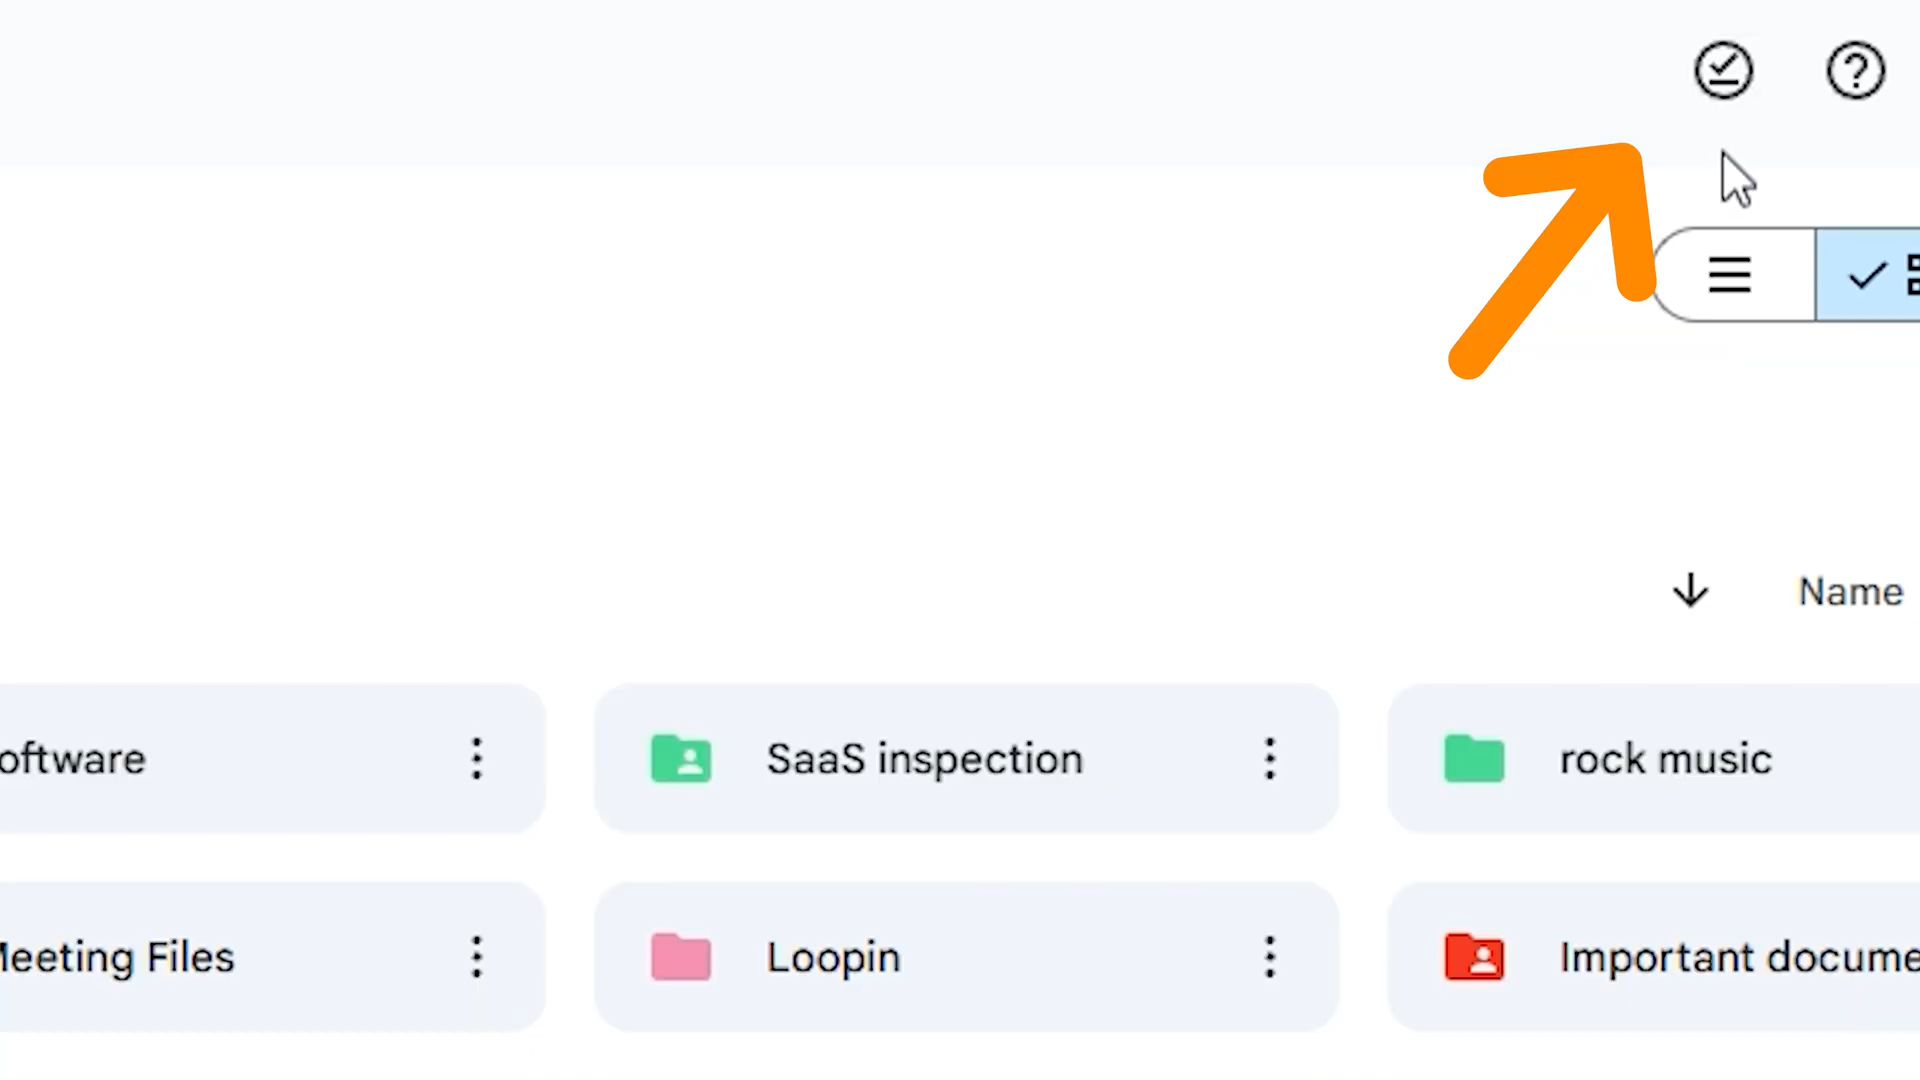 Name
oftware
SaaS inspection
rock music
Meeting Files
Loopin
Important docume